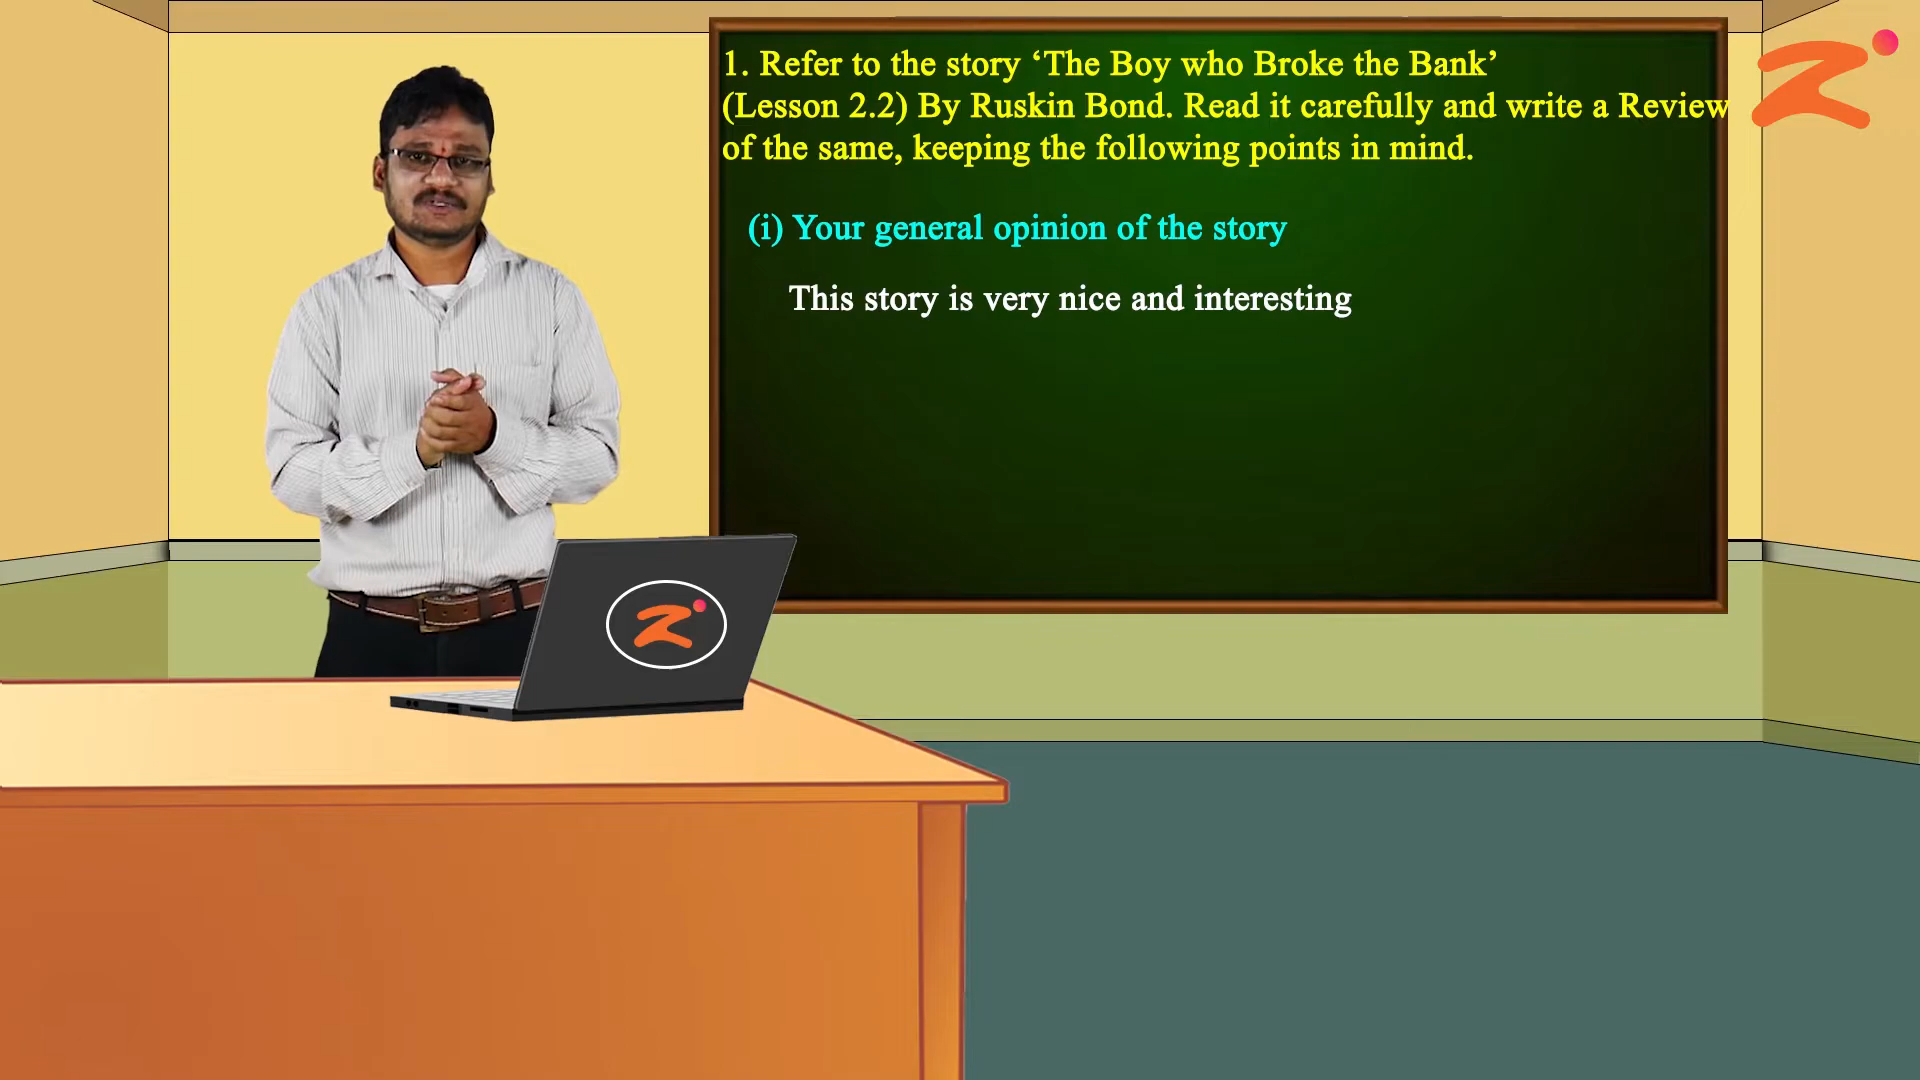 1. Refer to the story ‘The Boy who Broke the Bank’
(Lesson 2.2) By Ruskin Bond. Read it carefully and write a Review
of the same, keeping the following points in mind.
(i) Your general opinion of the story
This story is very nice and interesting